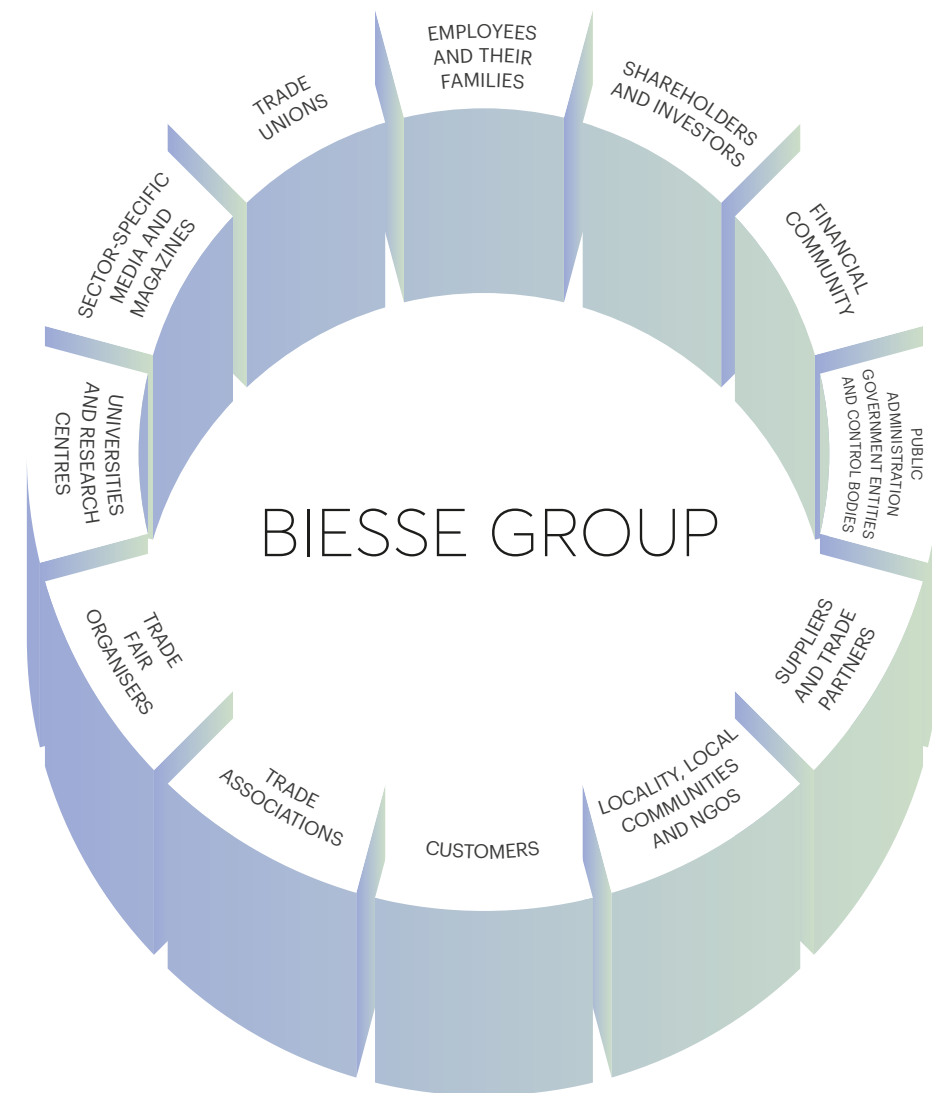 EMPLOYEES
AND THEIR
FAMILIES
SHAREHOLDERS
AND INVESTORS
FINANCIAL
COMMUNITY
PUBLIC
ADMINISTRATION
GOVERNMENT ENTITIES
AND CONTROL BODIES
SUPPLIERS
AND TRADE
PARTNERS
LOCALITY, LOCAL
COMMUNITIES
AND NGOS
CUSTOMERS
TRADE
ASSOCIATIONS
TRADE
FAIR
ORGANISERS
UNIVERSITIES
AND RESEARCH
CENTRES
SECTOR-SPECIFIC
MEDIA AND
MAGAZINES
TRADE
UNIONS
BIESSE GROUP